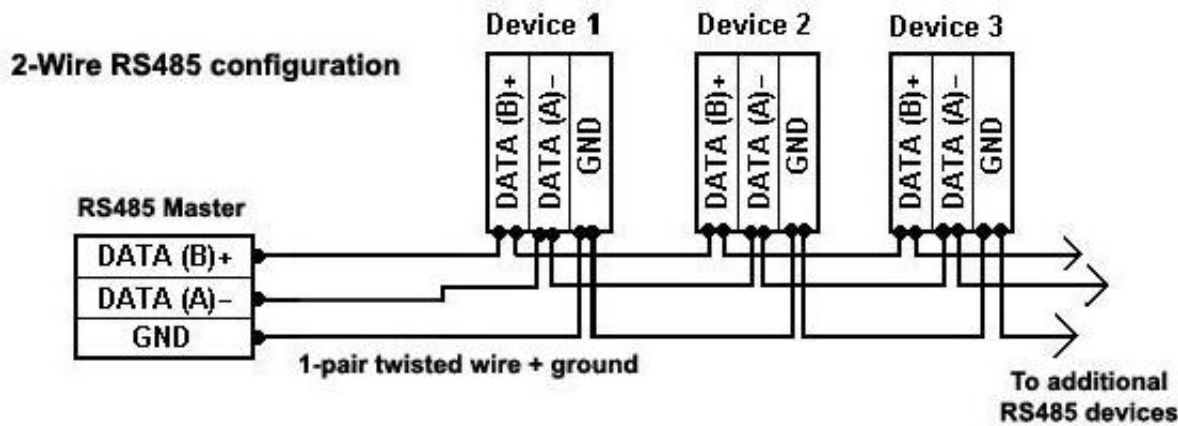 Device 1
Device 2
Device 3
2-Wire RS485 configuration
DATA (B)+
DATA (A)-
GND
DATA (B)+
DATA (A)-
GND
DATA (B)+
DATA (A)-
GND
RS485 Master
DATA (B)+
DATA (A)-
GND
1-pair twisted wire + ground
To additional
RS485 devices